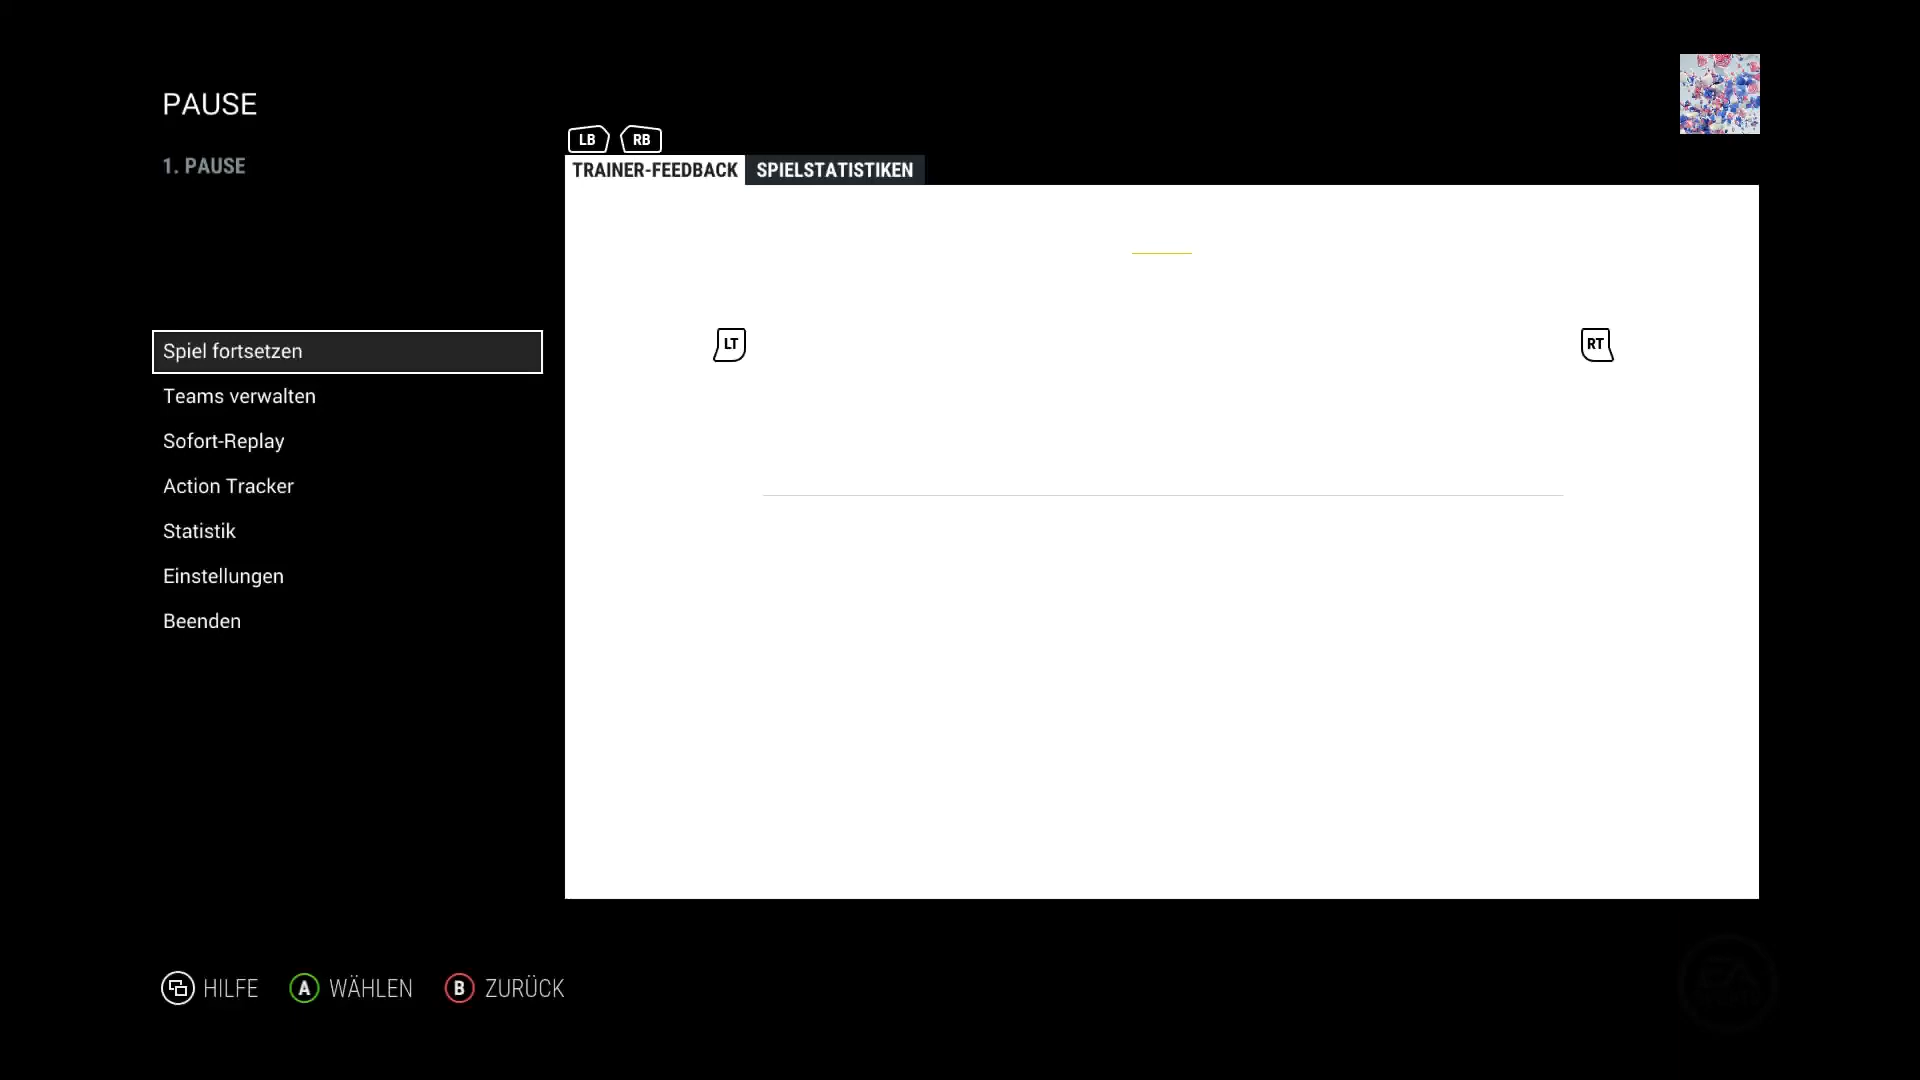 PAUSE
1. PAUSE
LB RB
TRAINER-FEEDBACK SPIELSTATISTIKEN
LT RT
Spiel fortsetzen
Teams verwalten
Sofort-Replay
Action Tracker
Statistik
Einstellungen
Beenden
HILFE A WÄHLEN B ZURÜCK
EA